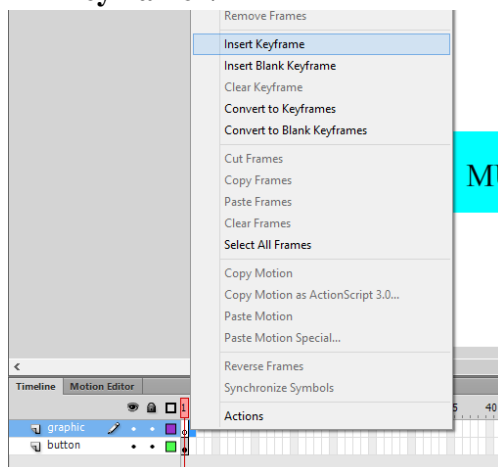 Remove Frames
Insert Keyframe
Insert Blank Keyframe
Clear Keyframe
Convert to Keyframes
Convert to Blank Keyframes
Cut Frames
Copy Frames
Paste Frames
Clear Frames
Select All Frames
MU
Copy Motion
Copy Motion as ActionScript 3.0...
Paste Motion
Paste Motion Special...
Reverse Frames
Synchronize Symbols
Actions
Timeline Motion Editor
1 5 40
graphic
button